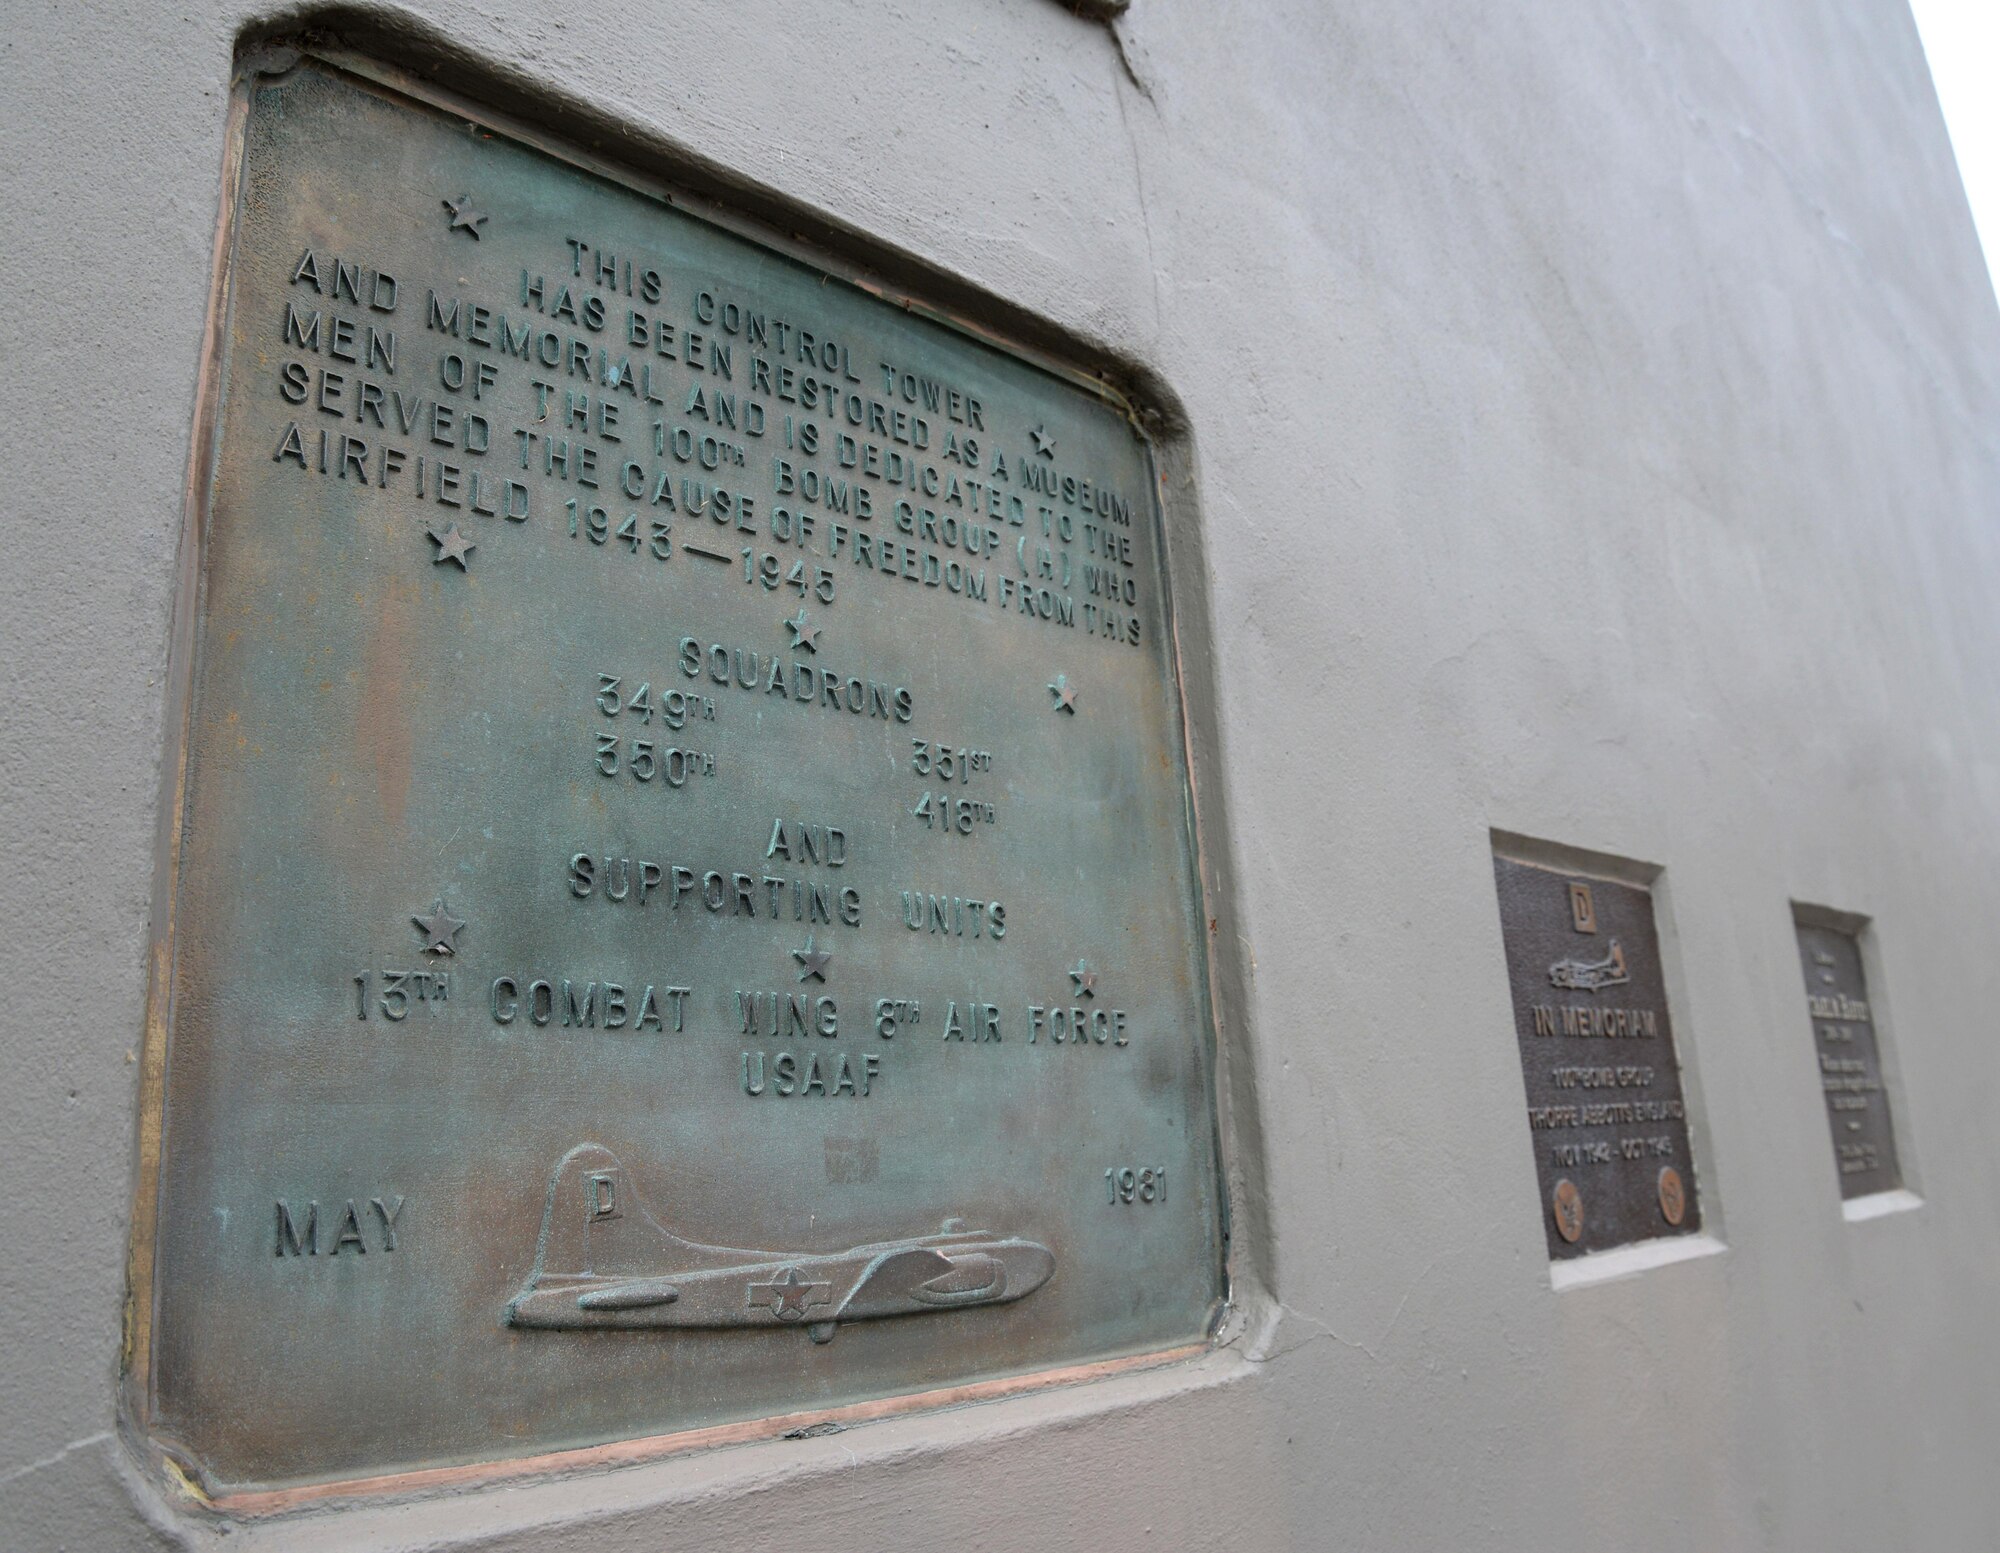 THIS CONTROL TOWER
HAS BEEN RESTORED AS A MUSEUM
AND MEMORIAL AND IS DEDICATED TO THE
MEN OF THE 100TH BOMB GROUP (H) WHO
SERVED THE CAUSE OF FREEDOM FROM THIS
AIRFIELD 1943—1945
SQUADRONS
349TH 351ST
350TH 418TH
AND
SUPPORTING UNITS
13TH COMBAT WING 8TH AIR FORCE
USAAF
MAY 1981
D
D
IN MEMORIAM
100TH BOMB GROUP
THORPE ABBOTTS ENGLAND
NOV 1942 - OCT 1945